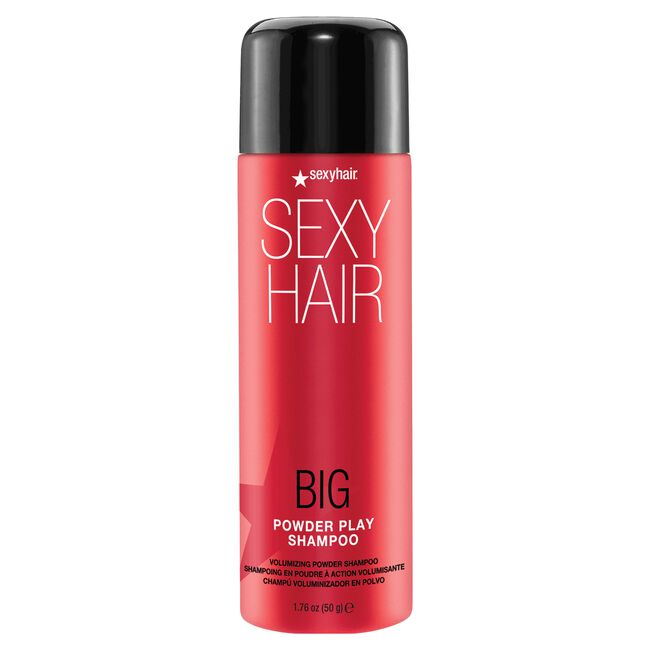 sexyhair.
SEXY
HAIR
BIG
POWDER PLAY
SHAMPOO
VOLUMIZING POWDER SHAMPOO
SHAMPOING EN POUDRE À ACTION VOLUMISANTE
CHAMPÚ VOLUMINIZADOR EN POLVO
1.76 oz (50 g) ℮